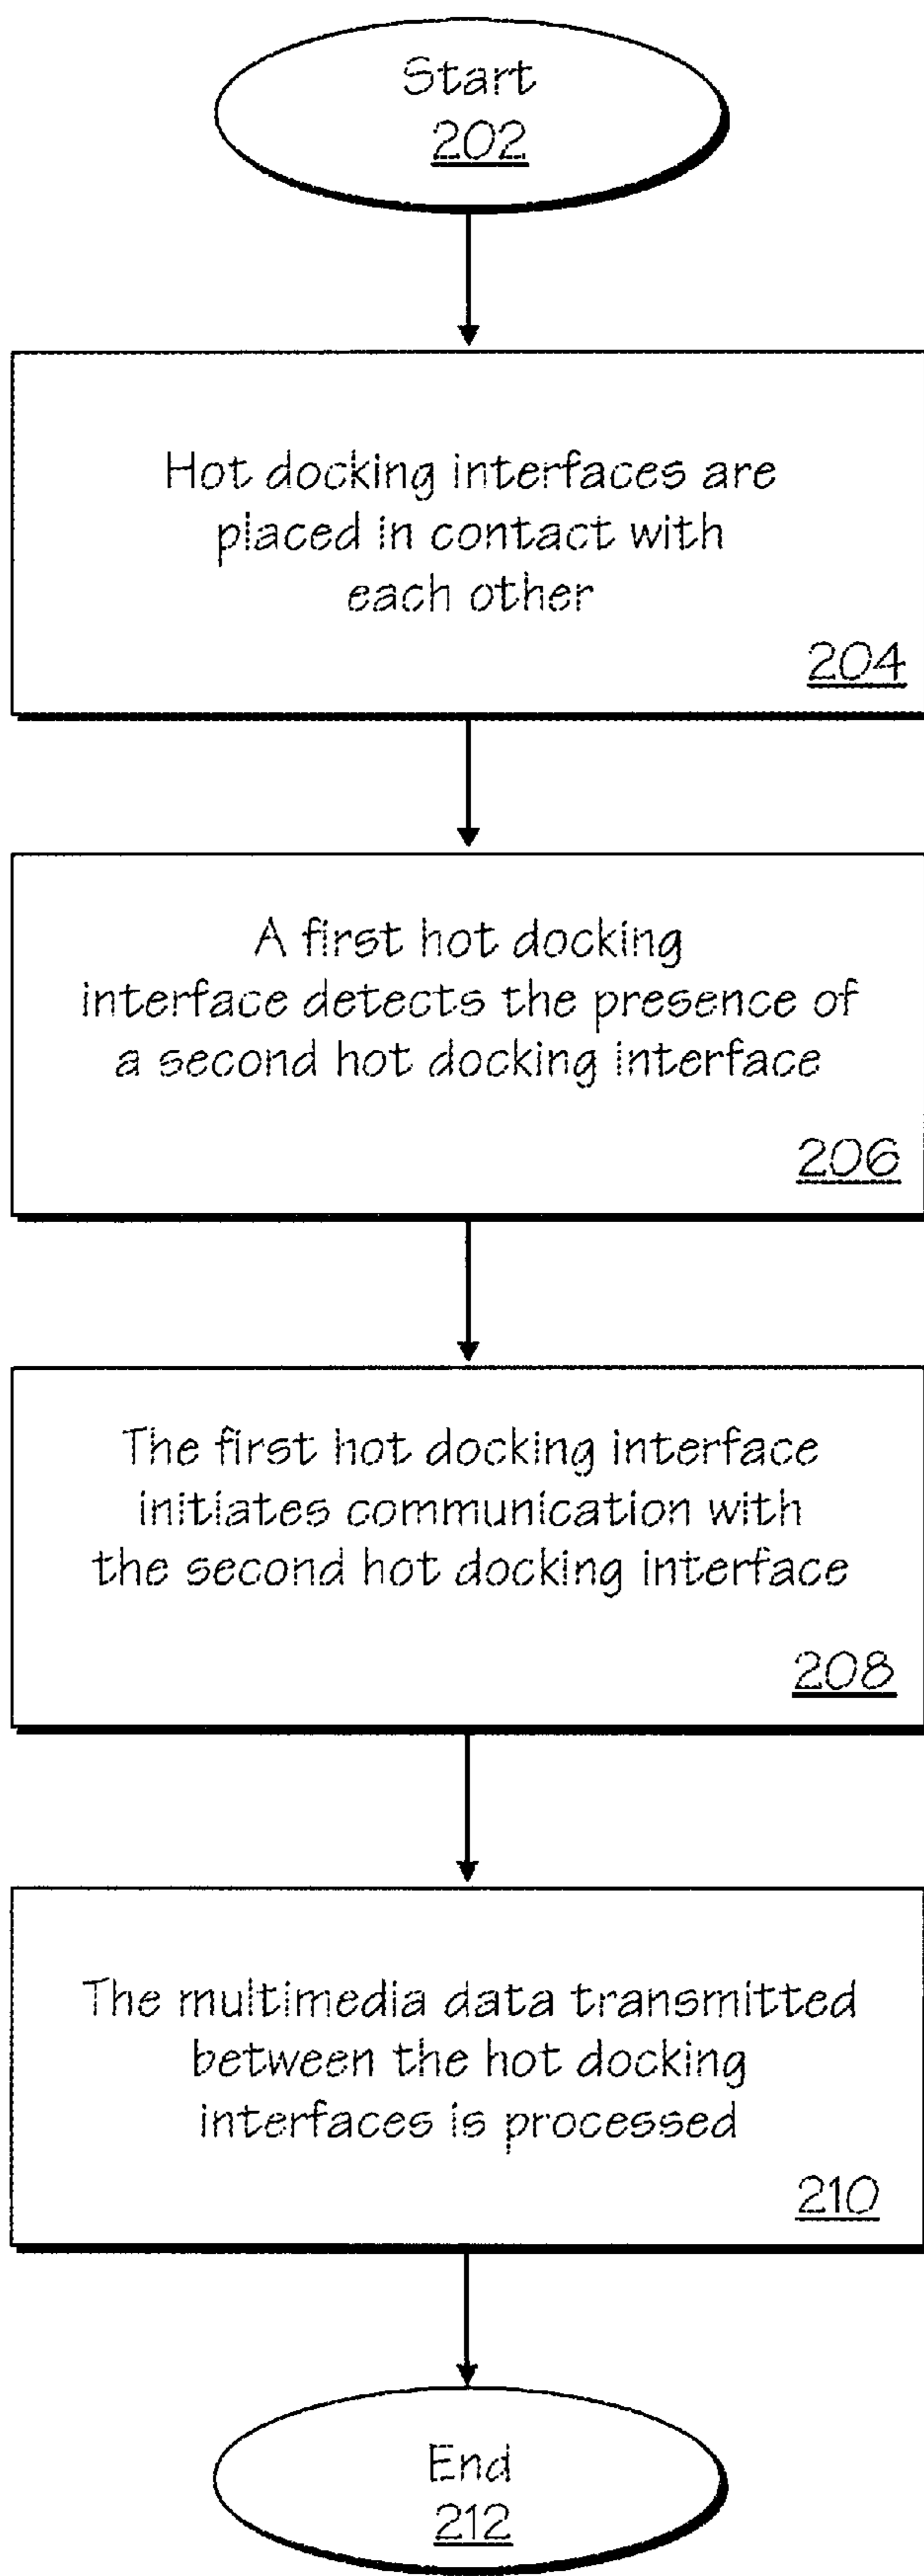 Start
202
Hot docking interfaces are
placed in contact with
each other
204
A first hot docking
interface detects the presence of
a second hot docking interface
206
The first hot docking interface
initiates communication with
the second hot docking interface
208
The multimedia data transmitted
between the hot docking
interfaces is processed
210
End
212